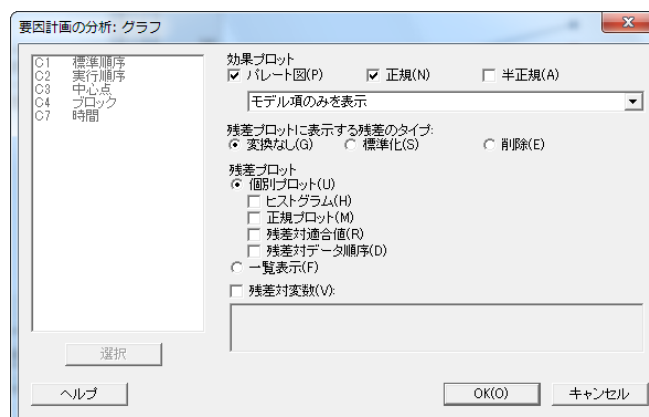 要因計画の分析: グラフ
C1 標準順序
C2 実行順序
C3 中心点
C4 ブロック
C7 時間
選択
ヘルプ
効果プロット
パレート図(P) 正規(N) 半正規(A)
モデル項のみを表示
残差プロットに表示する残差のタイプ:
変換なし(G) 標準化(S) 削除(E)
残差プロット
個別プロット(U)
ヒストグラム(H)
正規プロット(M)
残差対適合値(R)
残差対データ順序(D)
一覧表示(F)
残差対変数(V):
OK(O) キャンセル